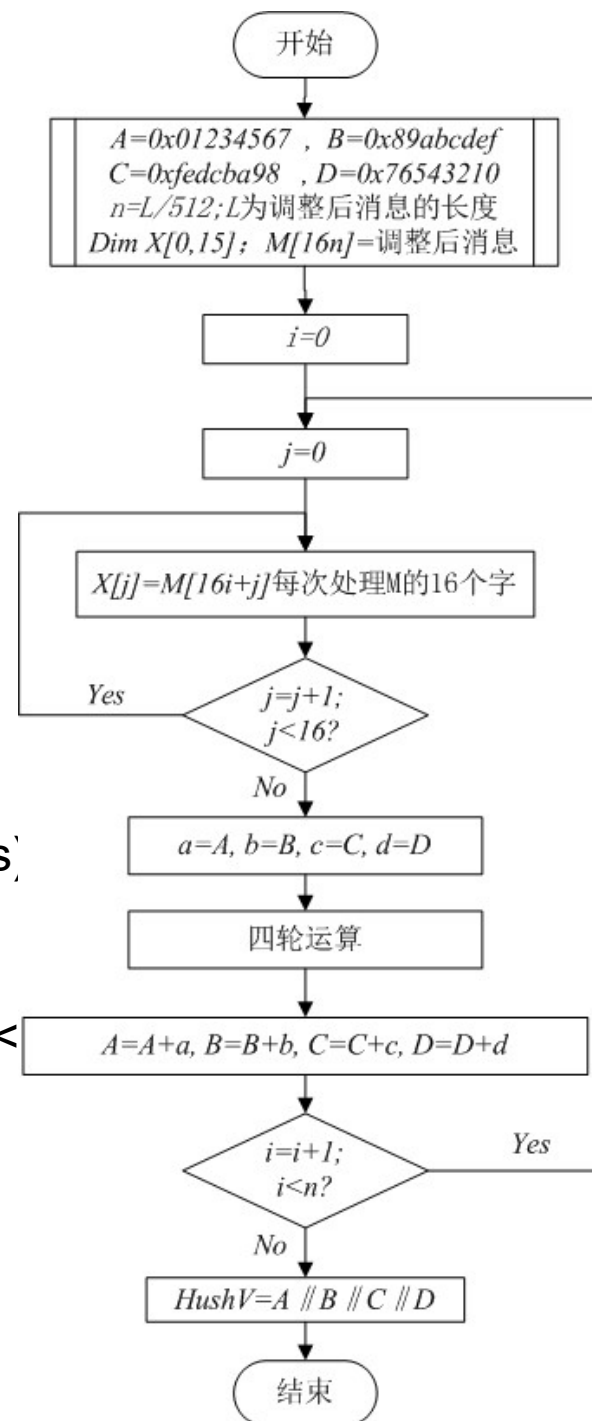 开始
A=0x01234567 , B=0x89abcdef
C=0xfedcba98 , D=0x76543210
n=L/512;L为调整后消息的长度
Dim X[0,15]；M[16n]=调整后消息
i=0
j=0
X[j]=M[16i+j]每次处理M的16个字
Yes
j=j+1;
j<16?
No
a=A, b=B, c=C, d=D
s)
四轮运算
<
A=A+a, B=B+b, C=C+c, D=D+d
i=i+1;
i<n?
Yes
No
HushV=A∥B∥C∥D
结束